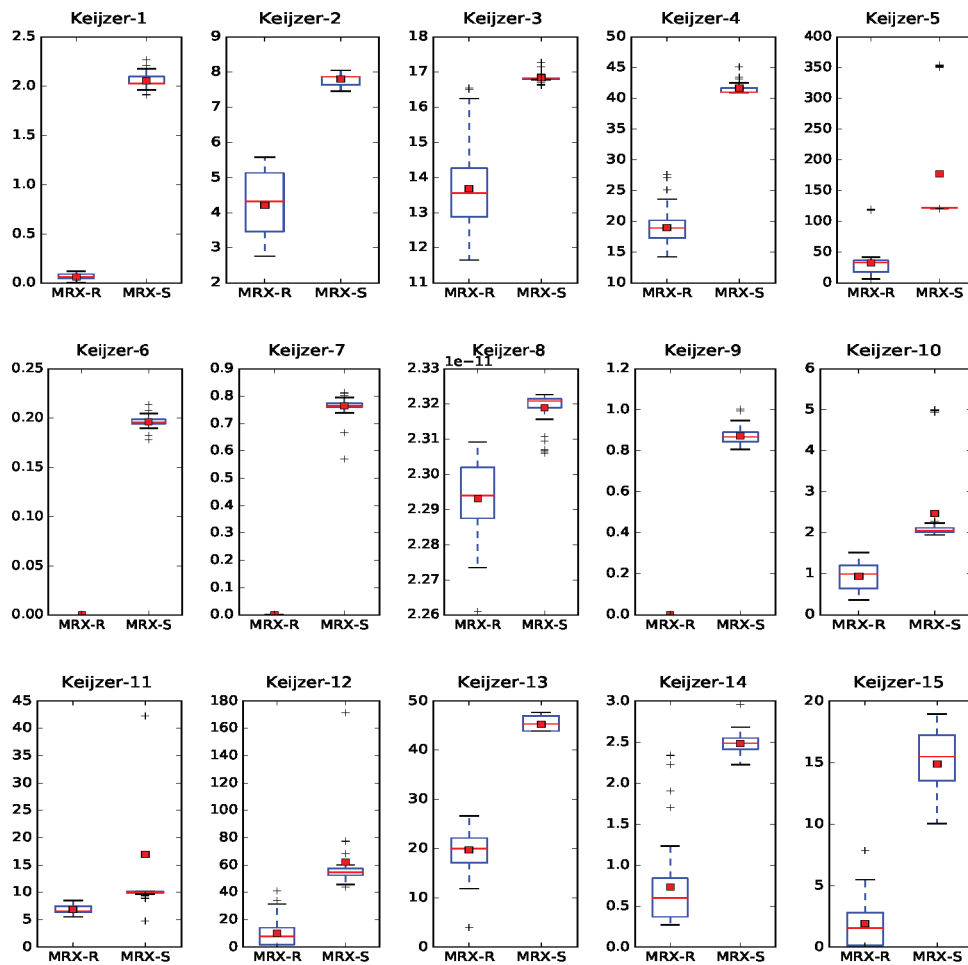 Keijzer-1 Keijzer-2 Keijzer-3 Keijzer-4 Keijzer-5
2.5 9 18 50 400
8 45 350
2.0 17 40 300
7 16 35 250
1.5 6 15 30 200
1.0 5 14 25 150
4 20 100
0.5 3 13 15 50
12
0.0 2 11 10 0
MRX-R MRX-S MRX-R MRX-S MRX-R MRX-S MRX-R MRX-S MRX-R MRX-S
Keijzer-6 Keijzer-7 Keijzer-8 Keijzer-9 Keijzer-10
1e−11
0.25 0.9 2.33 1.2 6
0.8 2.32 1.0 5
0.20 0.7 2.31 0.8 4
0.15 0.6 2.30
0.5 2.29 0.6 3
0.10 0.4 2.28 0.4 2
0.3
0.05 0.2 2.27 0.2 1
0.1
0.00 0.0 2.26 0.0 0
MRX-R MRX-S MRX-R MRX-S MRX-R MRX-S MRX-R MRX-S MRX-R MRX-S
Keijzer-11 Keijzer-12 Keijzer-13 Keijzer-14 Keijzer-15
45 180 50 3.0 20
40 160
35 140 40 2.5
30 120 2.0 15
25 100 30
20 80 1.5 10
15 60 20 1.0
10 40 10 5
5 20 0.5
0 0 0 0.0 0
MRX-R MRX-S MRX-R MRX-S MRX-R MRX-S MRX-R MRX-S MRX-R MRX-S